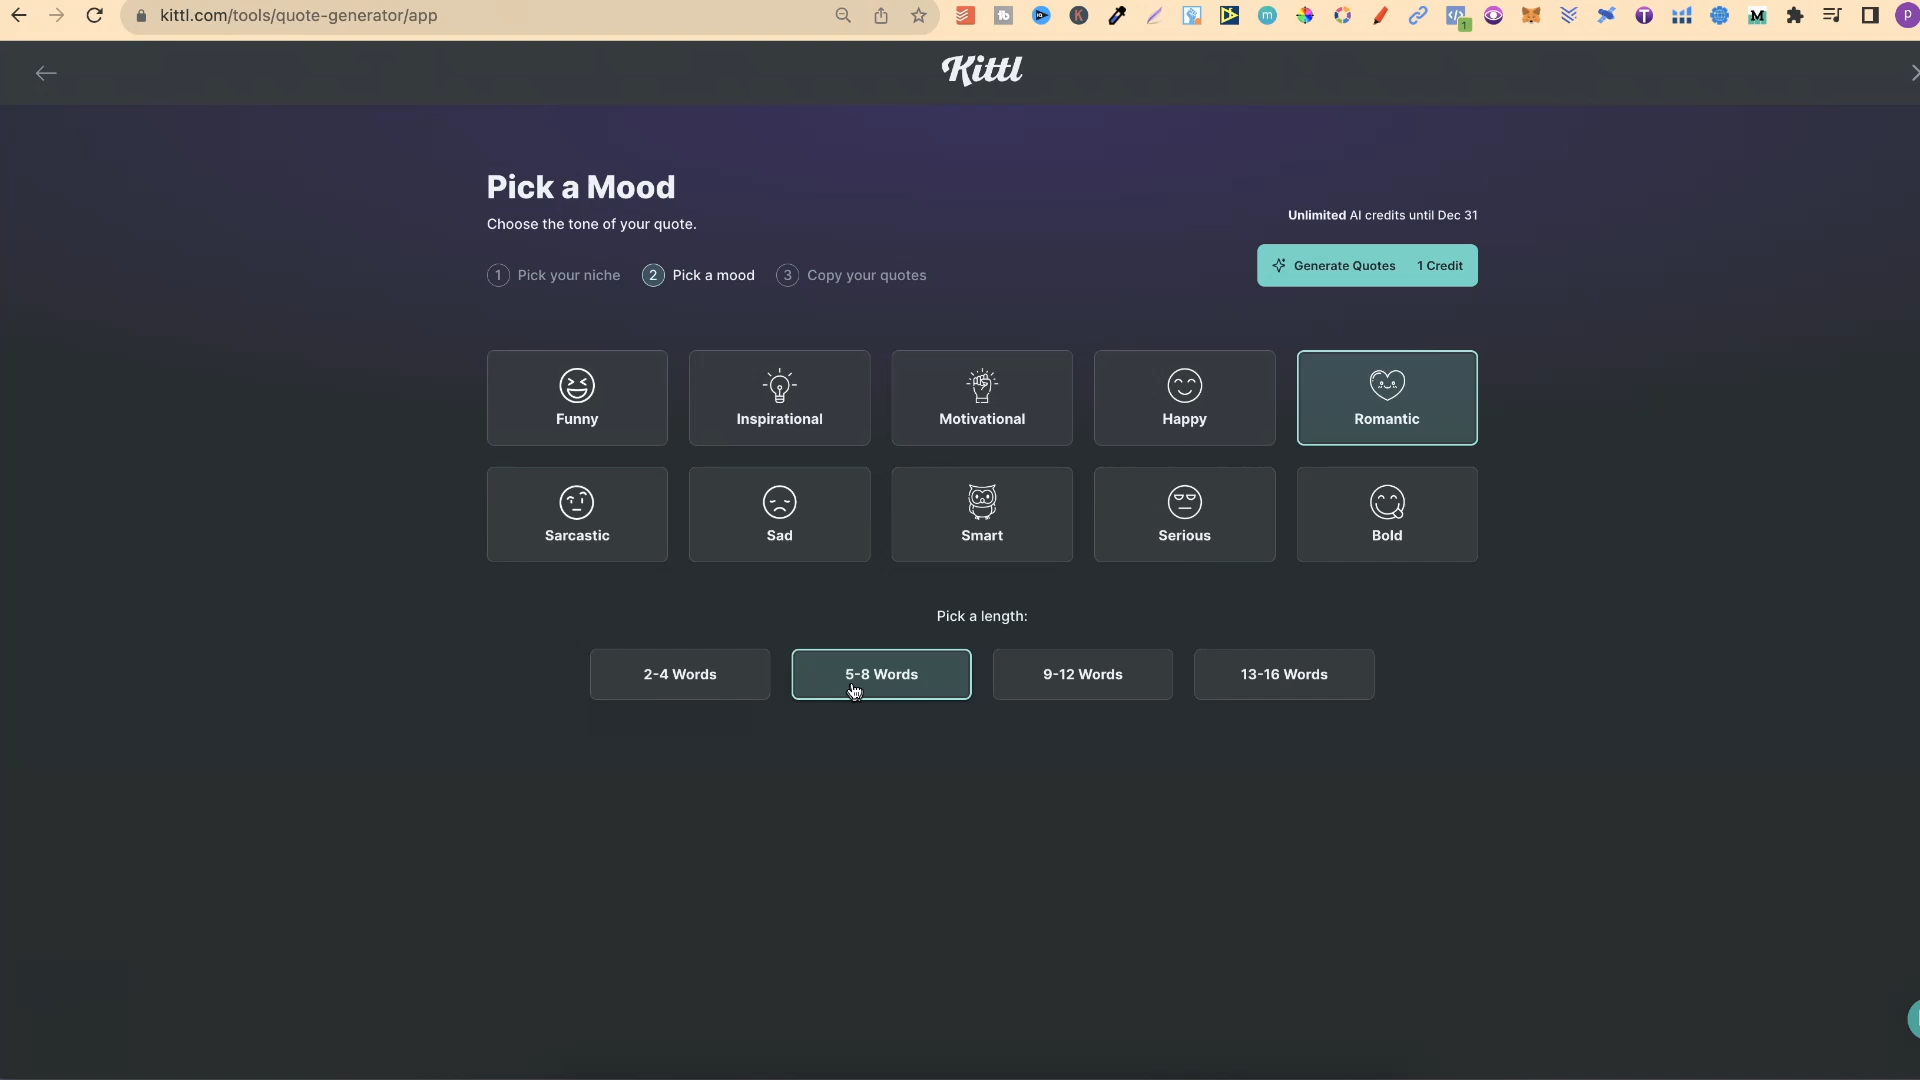 kittl.com/tools/quote-generator/app
Kittl
Pick a Mood
Choose the tone of your quote.
Unlimited AI credits until Dec 31
1 Pick your niche 2 Pick a mood 3 Copy your quotes
Generate Quotes 1 Credit
Funny Inspirational Motivational Happy Romantic
Sarcastic Sad Smart Serious Bold
Pick a length:
2-4 Words 5-8 Words 9-12 Words 13-16 Words